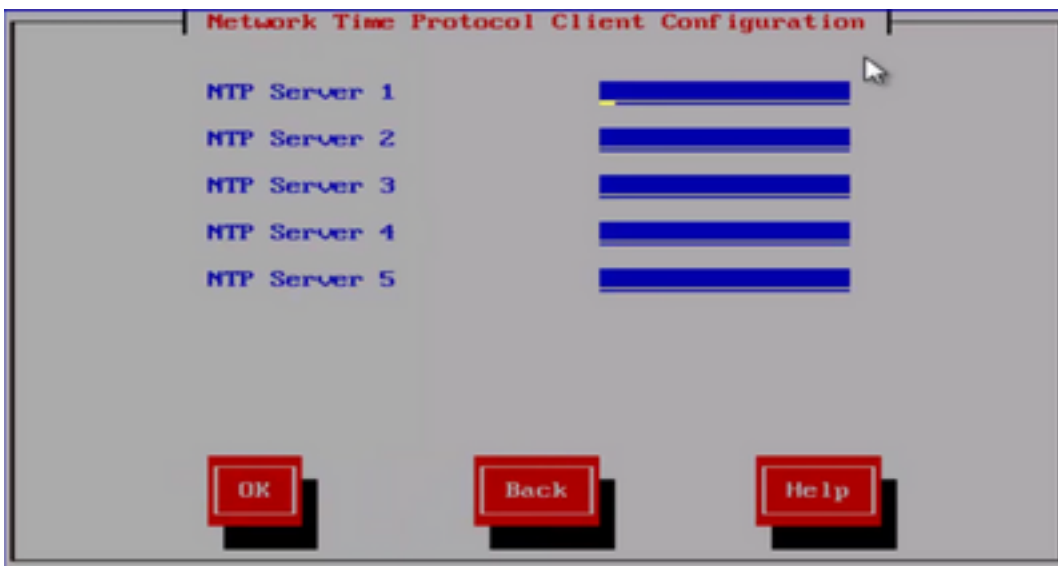 Network Time Protocol Client Configuration
NTP Server 1
NTP Server 2
NTP Server 3
NTP Server 4
NTP Server 5
OK Back Help